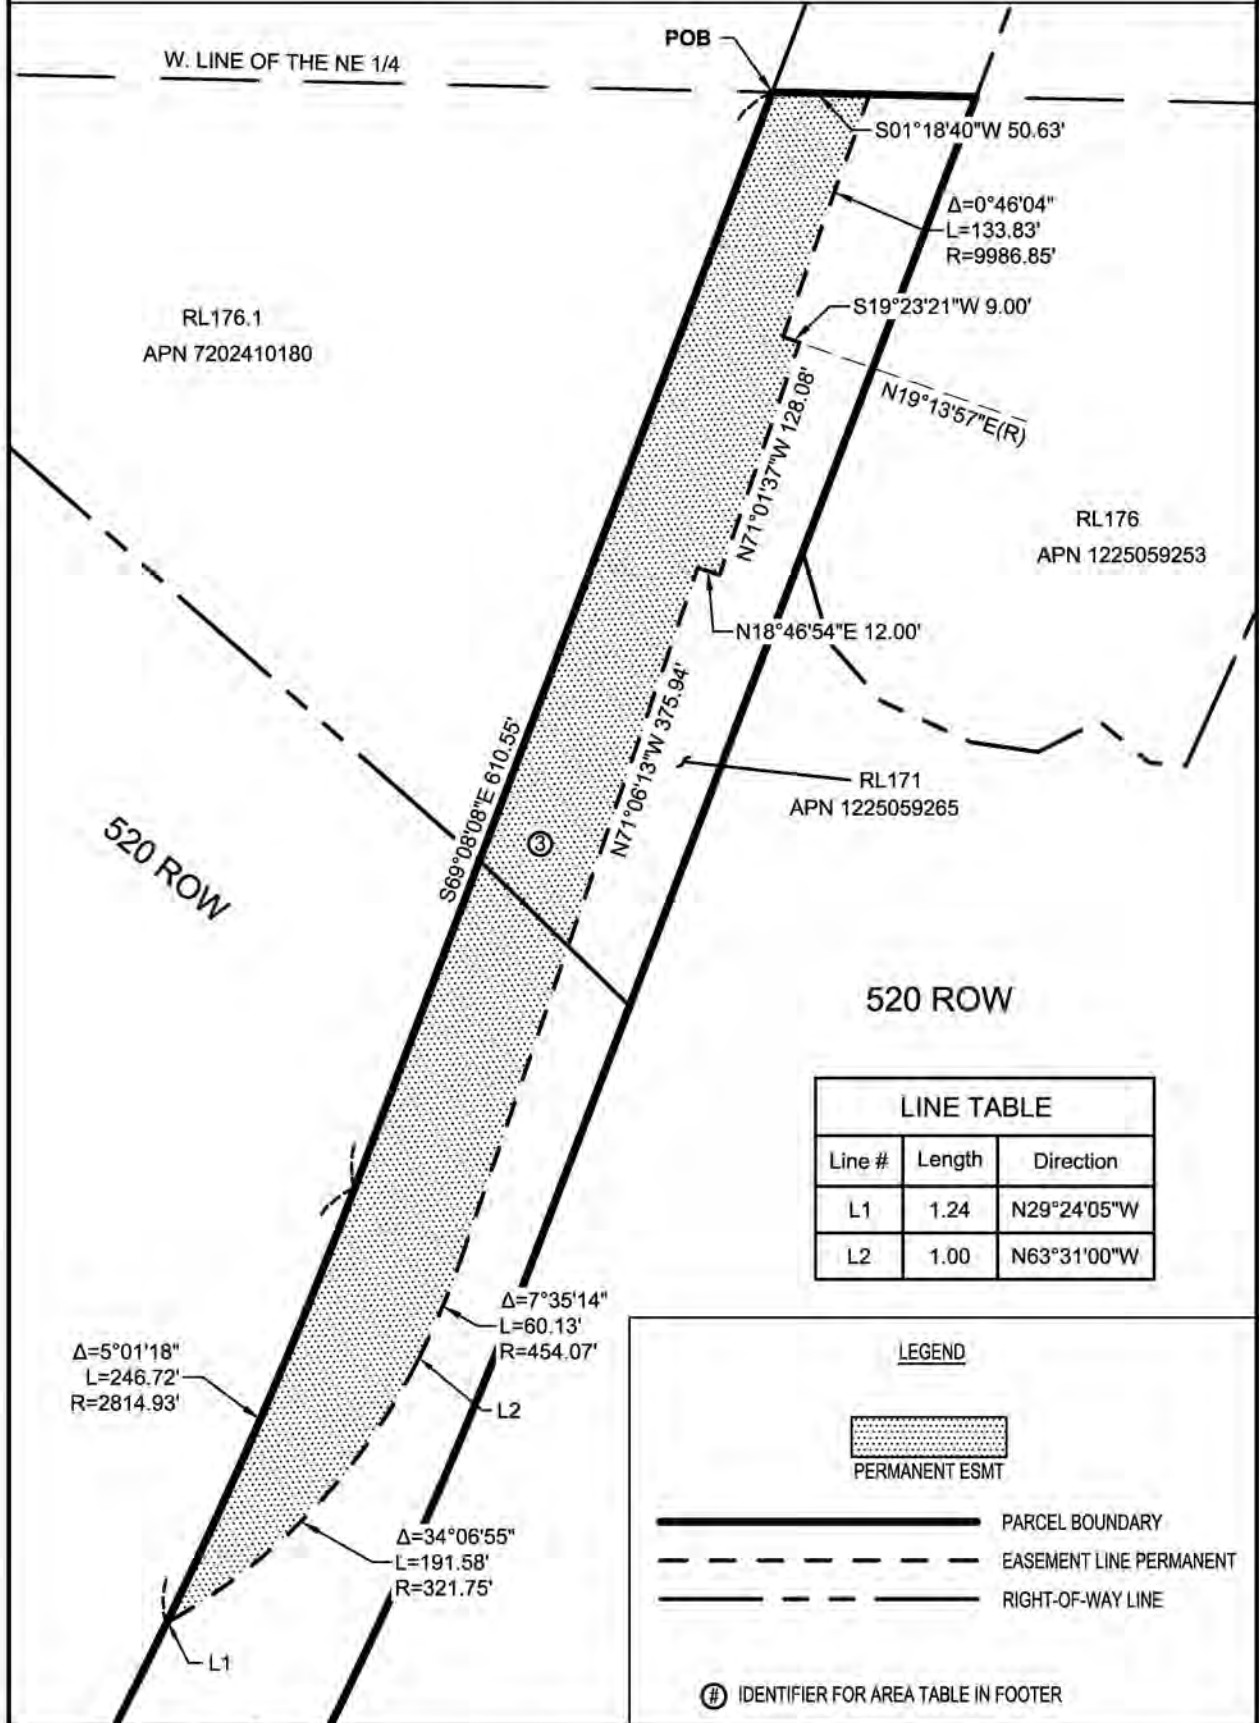 POB
W. LINE OF THE NE 1/4
S01°18'40"W 50.63'
Δ=0°46'04"
L=133.83'
R=9986.85'
RL176.1
APN 7202410180
S19°23'21"W 9.00'
N19°13'57"E(R)
N71°01'37"W 128.08'
RL176
APN 1225059253
N18°46'54"E 12.00'
S69°08'08"E 610.55'
N71°06'13"W 375.94'
RL171
APN 1225059265
3
520 ROW
520 ROW
LINE TABLE
Line # Length Direction
L1 1.24 N29°24'05"W
L2 1.00 N63°31'00"W
Δ=7°35'14"
L=60.13'
R=454.07'
Δ=5°01'18"
L=246.72'
R=2814.93'
L2
Δ=34°06'55"
L=191.58'
R=321.75'
L1
LEGEND
PERMANENT ESMT
PARCEL BOUNDARY
EASEMENT LINE PERMANENT
RIGHT-OF-WAY LINE
# IDENTIFIER FOR AREA TABLE IN FOOTER